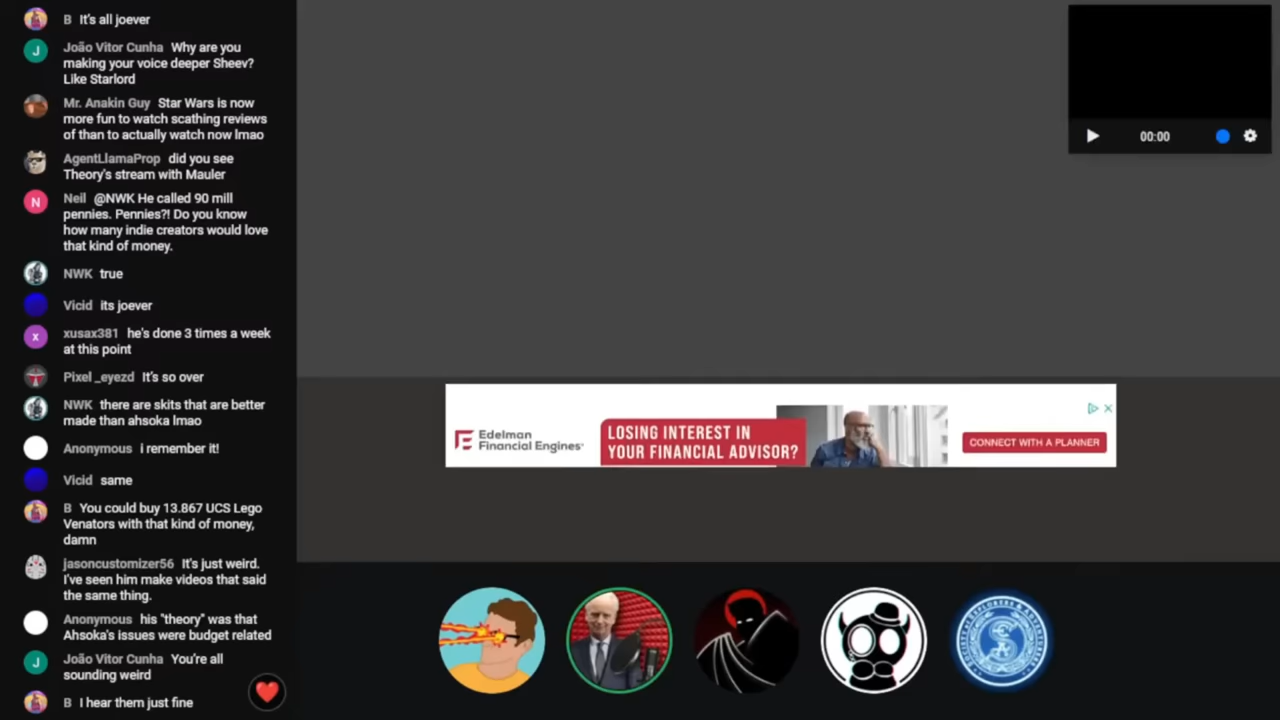 B It's all joever
João Vitor Cunha Why are you
making your voice deeper Sheev?
Like Starlord
Mr. Anakin Guy Star Wars is now
more fun to watch scathing reviews
of than to actually watch now lmao
AgentLlamaProp did you see
Theory's stream with Mauler
Neil @NWK He called 90 mill
pennies. Pennies?! Do you know
how many indie creators would love
that kind of money.
NWK true
Vicid its joever
xusax381 he's done 3 times a week
at this point
Pixel_eyezd It's so over
NWK there are skits that are better
made than ahsoka lmao
Anonymous i remember it!
Vicid same
B You could buy 13.867 UCS Lego
Venators with that kind of money,
damn
jasoncustomizer56 It's just weird.
I've seen him make videos that said
the same thing.
Anonymous his "theory" was that
Ahsoka's issues were budget related
João Vitor Cunha You're all
sounding weird
B I hear them just fine
J
N
x
J
00:00
Edelman
Financial Engines
LOSING INTEREST IN
YOUR FINANCIAL ADVISOR?
CONNECT WITH A PLANNER